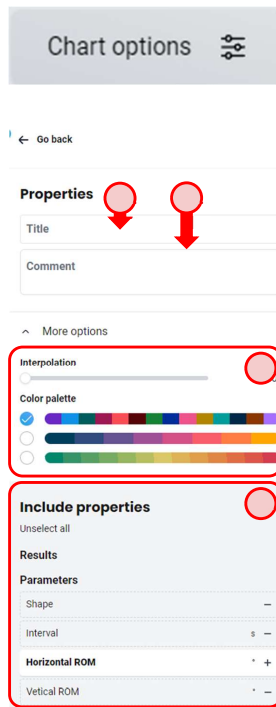 Chart options
Go back
Properties
Title
Comment
More options
Interpolation
Color palette
Include properties
Unselect all
Results
Parameters
Shape –
Interval s –
Horizontal ROM ° +
Vetical ROM ° –